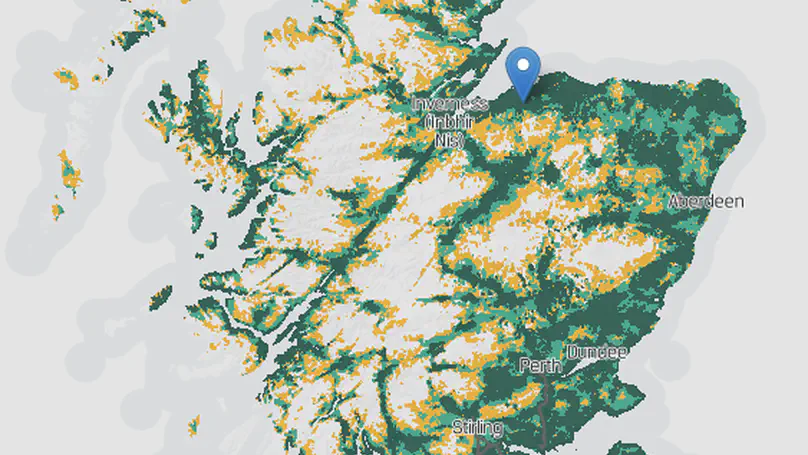 Inverness
(Inbhir
Nis)
Aberdeen
Dundee
Perth
Stirling